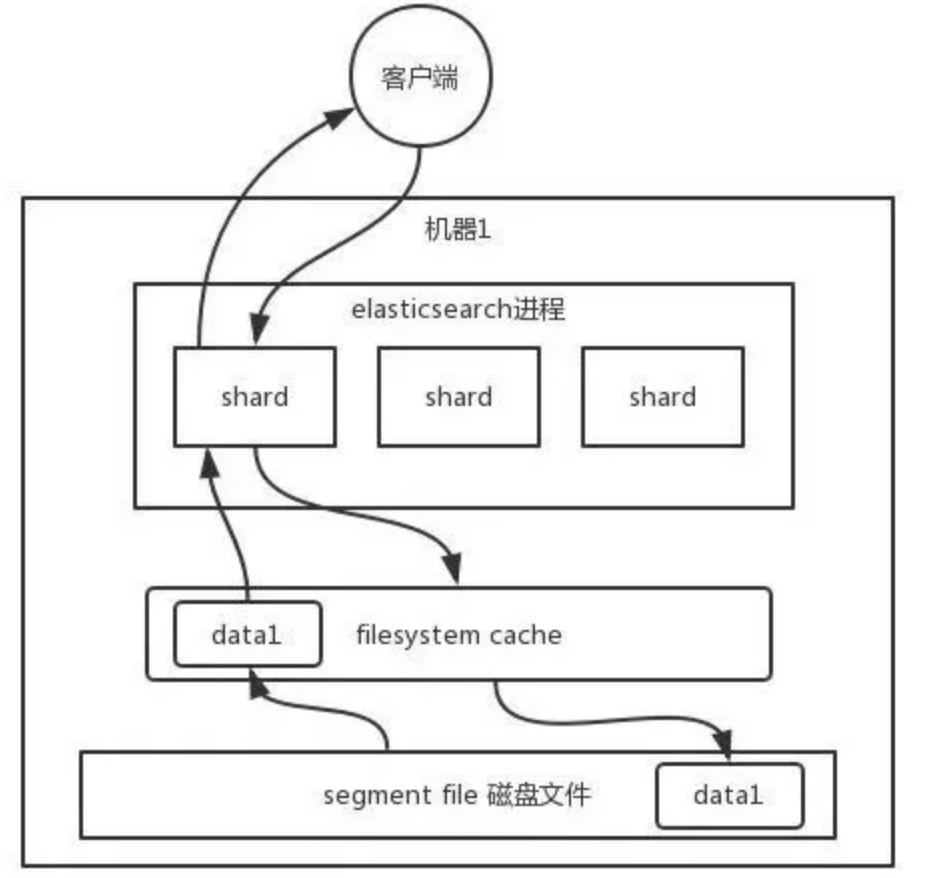 客户端
机器1
elasticsearch进程
shard
shard
shard
data1
filesystem cache
segment file 磁盘文件
data1